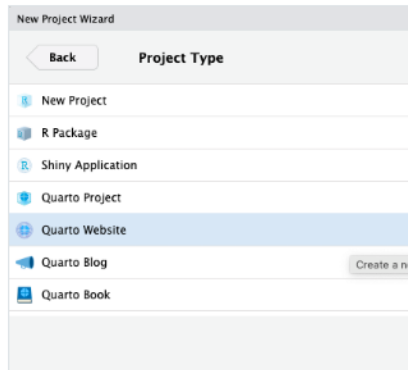 New Project Wizard
Back
Project Type
New Project
R Package
R Shiny Application
Quarto Project
Quarto Website
Quarto Blog
Create a n
Quarto Book